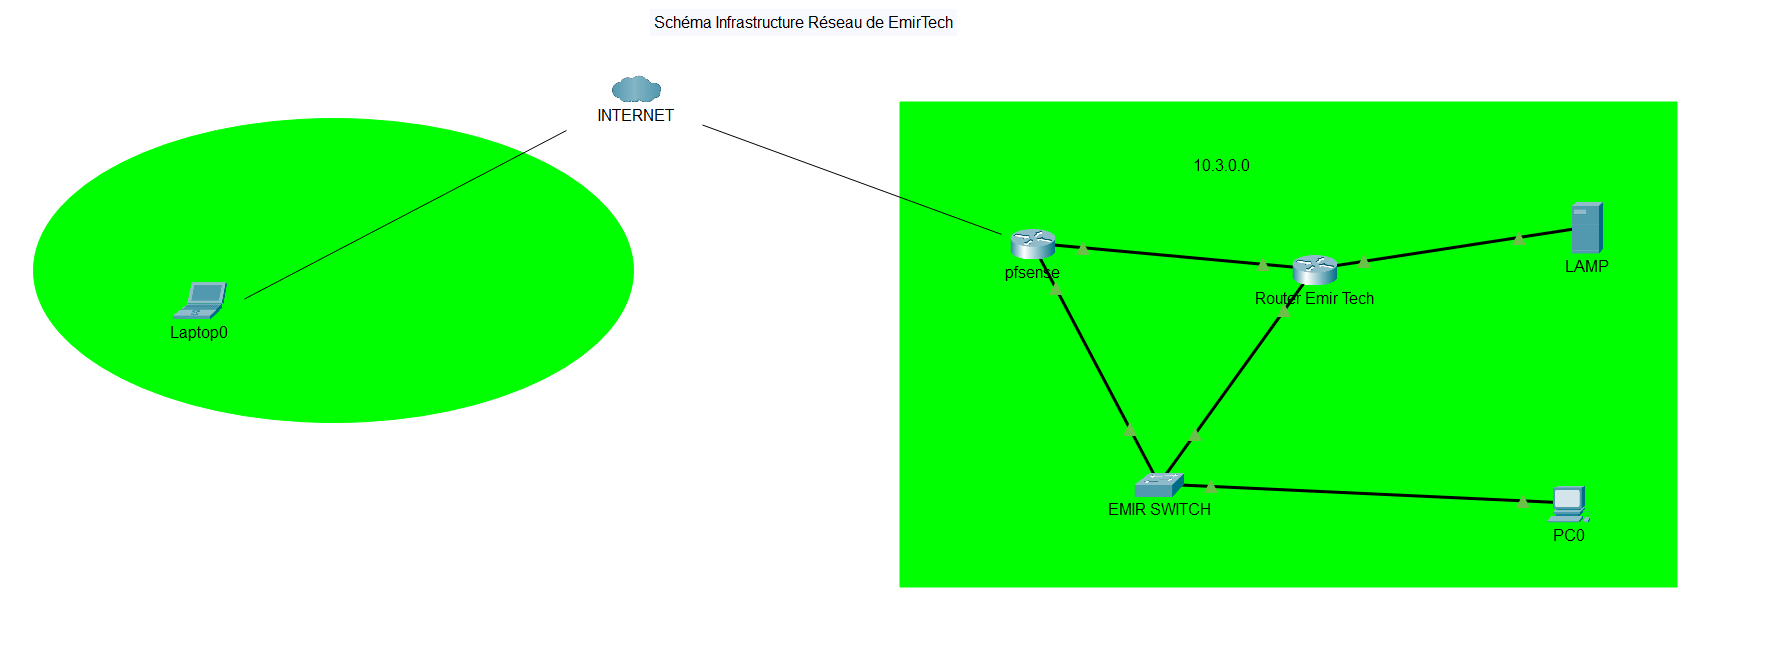 Schéma Infrastructure Réseau de EmirTech
INTERNET
10.3.0.0
Laptop0
pfsense
Router Emir Tech
LAMP
EMIR SWITCH
PC0